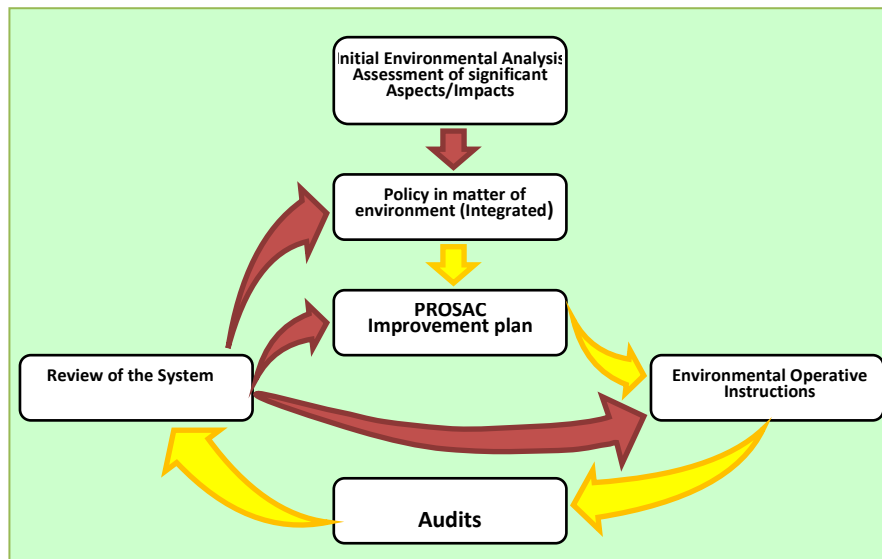 Initial Environmental Analysis
Assessment of significant
Aspects/Impacts
Policy in matter of
environment (Integrated)
PROSAC
Improvement plan
Review of the System
Environmental Operative
Instructions
Audits